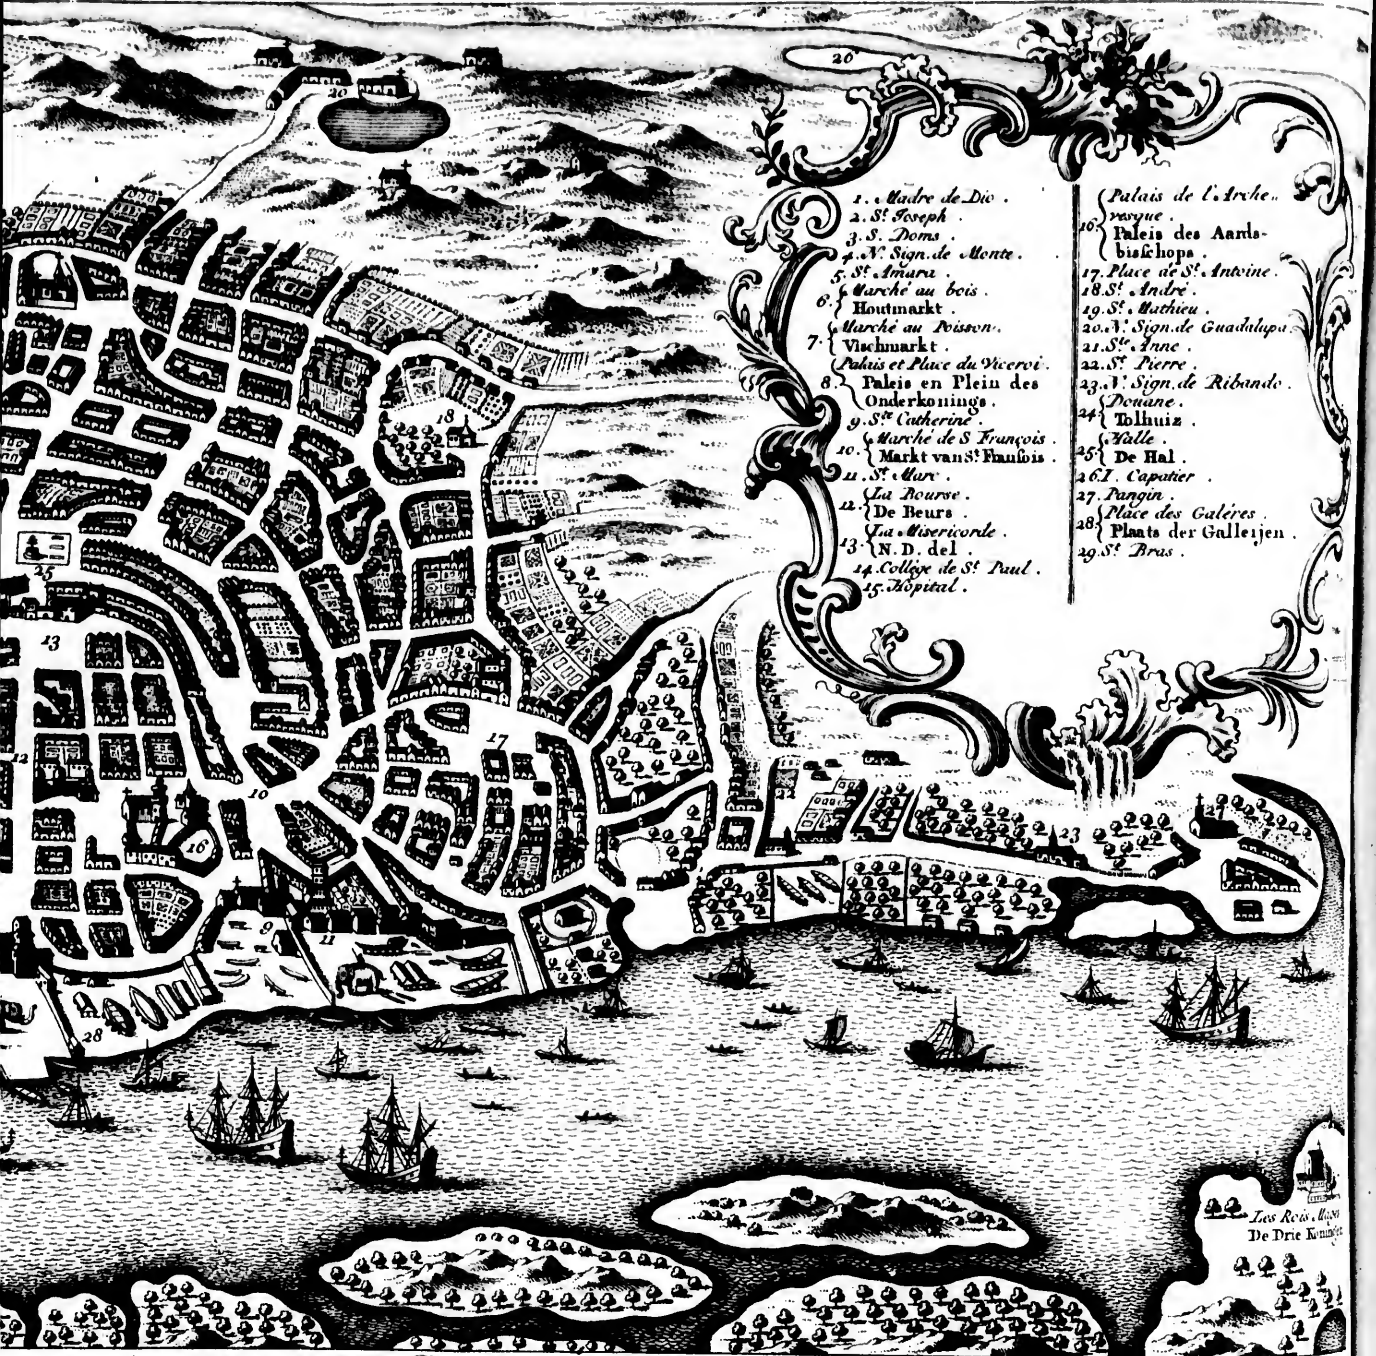 1. Madre de Dio.
2. St. Joseph.
3. S. Doms.
4. N. Sign. de Monte.
5. St. Amara.
6. Marché au bois.
Houtmarkt.
7. Marché au Poisson.
Vischmarkt.
Palais et Place du Viceroi.
8. Paleis en Plein des
Onderkonings.
9. Ste Catherine.
10. Marché de S François.
Markt van St. Fransois.
11. St. Marc.
12. La Bourse.
De Beurs.
La Misericorde.
13. N. D. del.
14. Collége de St. Paul.
15. Hôpital.
Palais de l'Arche„
vesque.
16. Paleis des Aards-
bisschops.
17. Place de St. Antoine.
18. St. André.
19. St. Mathieu.
20. N. Sign. de Guadalupa.
21. Ste. Anne.
22. St. Pierre.
23. N. Sign. de Ribando.
24. Douane.
Tolhuiz.
25. Halle.
De Hal.
26. I. Capatier.
27. Pangin.
Place des Galéres.
28. Plaats der Galleijen.
29. St. Bras.
20
26
18
25
13
17
12
10
16
22
23
9
11
28
Les Rois
De Drie